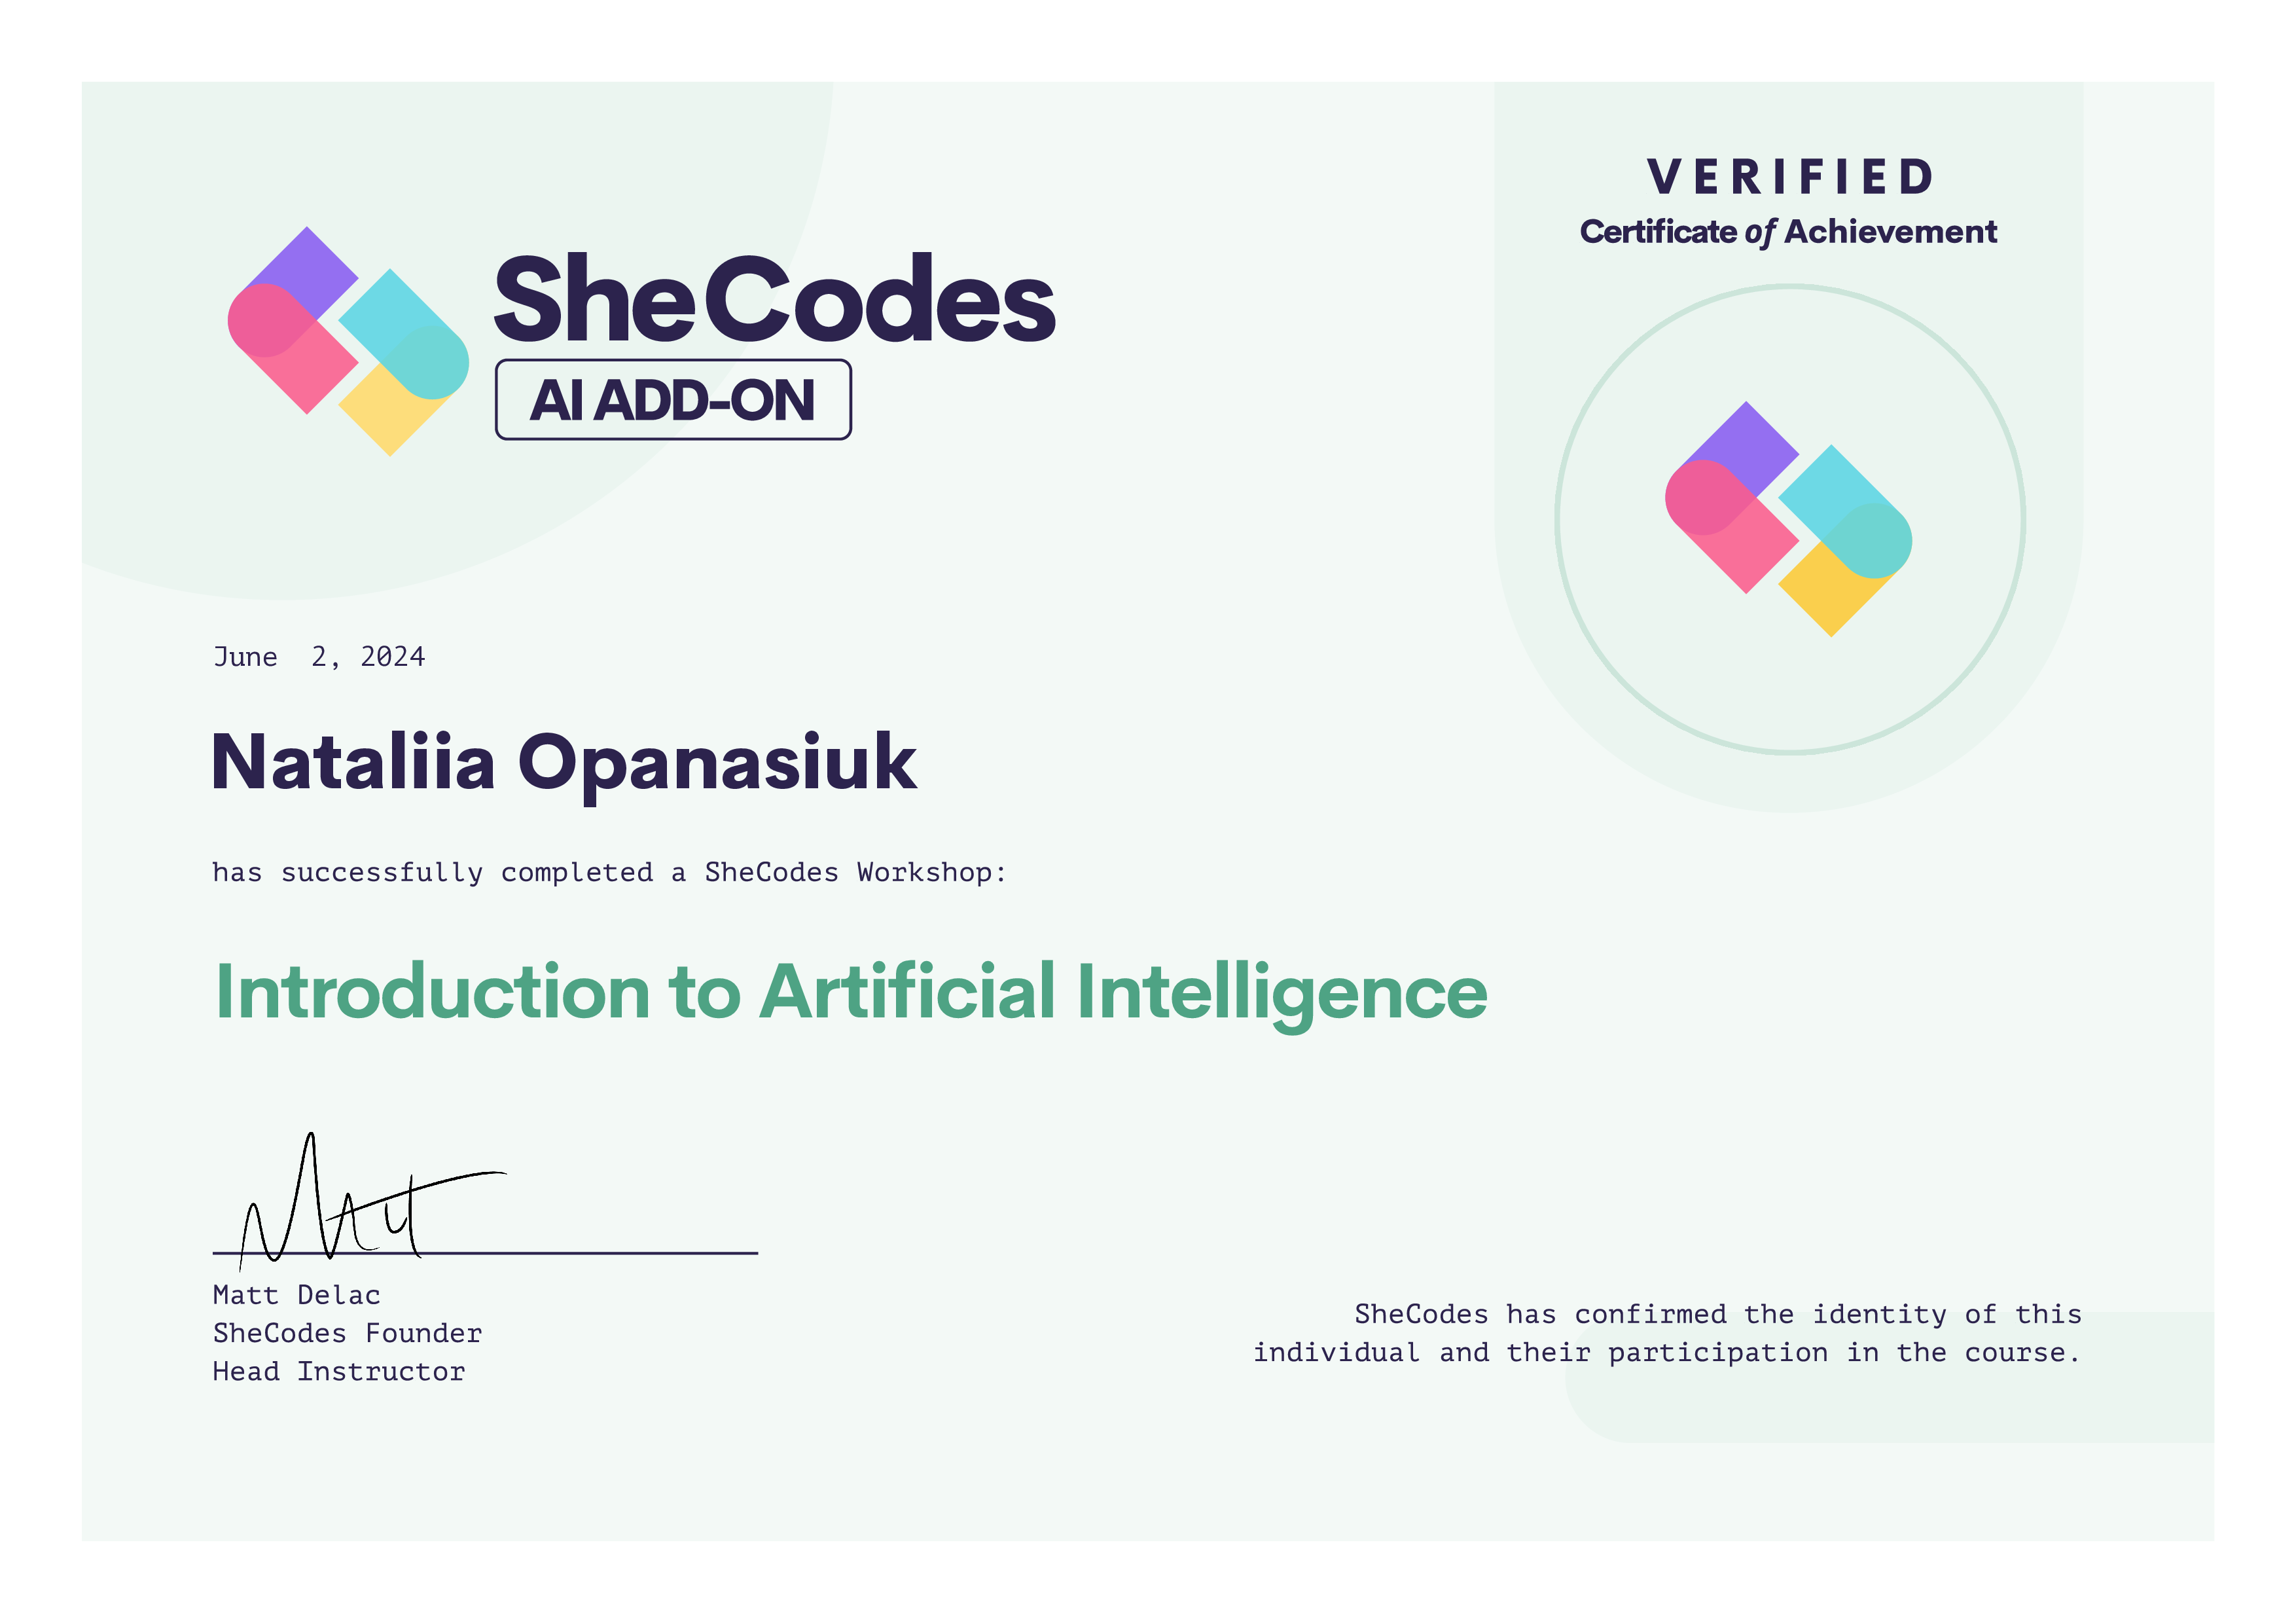 SheCodes
AI ADD-ON
VERIFIED
Certificate of Achievement
June  2, 2024
Nataliia Opanasiuk
has successfully completed a SheCodes Workshop:
Introduction to Artificial Intelligence
Matt
Matt Delac
SheCodes Founder
Head Instructor
SheCodes has confirmed the identity of this
individual and their participation in the course.